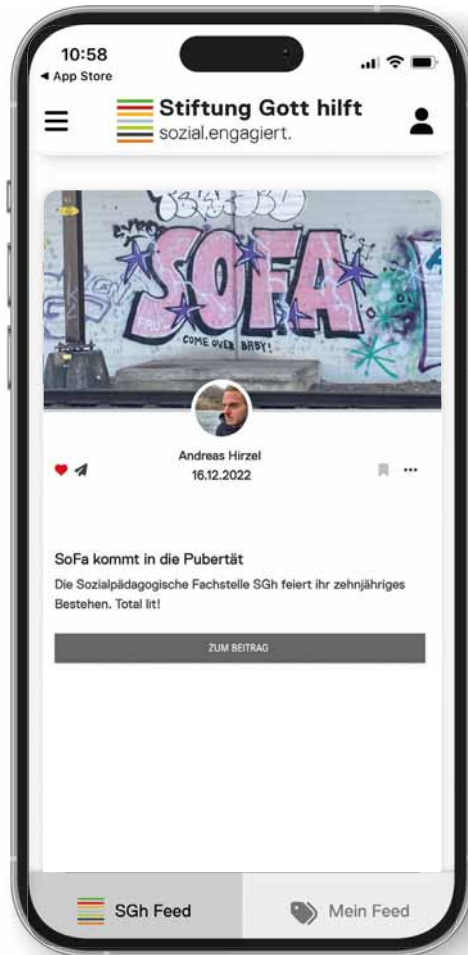 10:58
◀ App Store
Stiftung Gott hilft
sozial.engagiert.
SOFA
COME OVER BABY!
Andreas Hirzel
16.12.2022
SoFa kommt in die Pubertät
Die Sozialpädagogische Fachstelle SGh feiert ihr zehnjähriges
Bestehen. Total lit!
ZUM BEITRAG
SGh Feed
Mein Feed